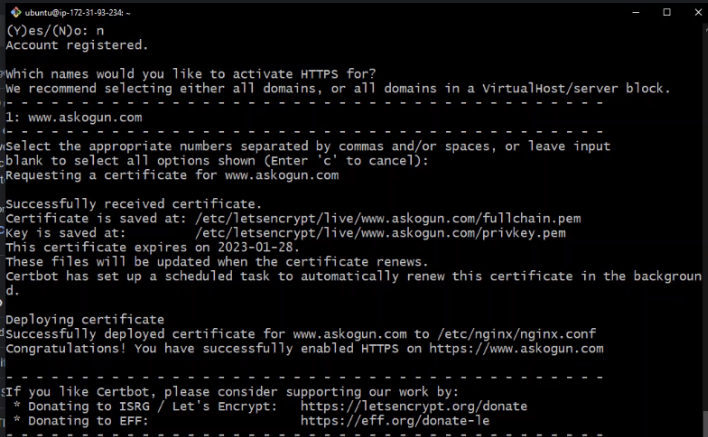 ubuntu@ip-172-31-93-234: ~
(Y)es/(N)o: n
Account registered.
Which names would you like to activate HTTPS for?
We recommend selecting either all domains, or all domains in a VirtualHost/server block.
- - - - - - - - - - - - - - - - - - - - - - - - - - - - - - - - - - - - - - - -
1: www.askogun.com
- - - - - - - - - - - - - - - - - - - - - - - - - - - - - - - - - - - - - - - -
Select the appropriate numbers separated by commas and/or spaces, or leave input
blank to select all options shown (Enter 'c' to cancel):
Requesting a certificate for www.askogun.com
Successfully received certificate.
Certificate is saved at: /etc/letsencrypt/live/www.askogun.com/fullchain.pem
Key is saved at:         /etc/letsencrypt/live/www.askogun.com/privkey.pem
This certificate expires on 2023-01-28.
These files will be updated when the certificate renews.
Certbot has set up a scheduled task to automatically renew this certificate in the backgroun
d.
Deploying certificate
Successfully deployed certificate for www.askogun.com to /etc/nginx/nginx.conf
Congratulations! You have successfully enabled HTTPS on https://www.askogun.com
- - - - - - - - - - - - - - - - - - - - - - - - - - - - - - - - - - - - - - - -
If you like Certbot, please consider supporting our work by:
 * Donating to ISRG / Let's Encrypt:   https://letsencrypt.org/donate
 * Donating to EFF:                    https://eff.org/donate-le
- - - - - - - - - - - - - - - - - - - - - - - - - - - - - - - - - - - - - - - -